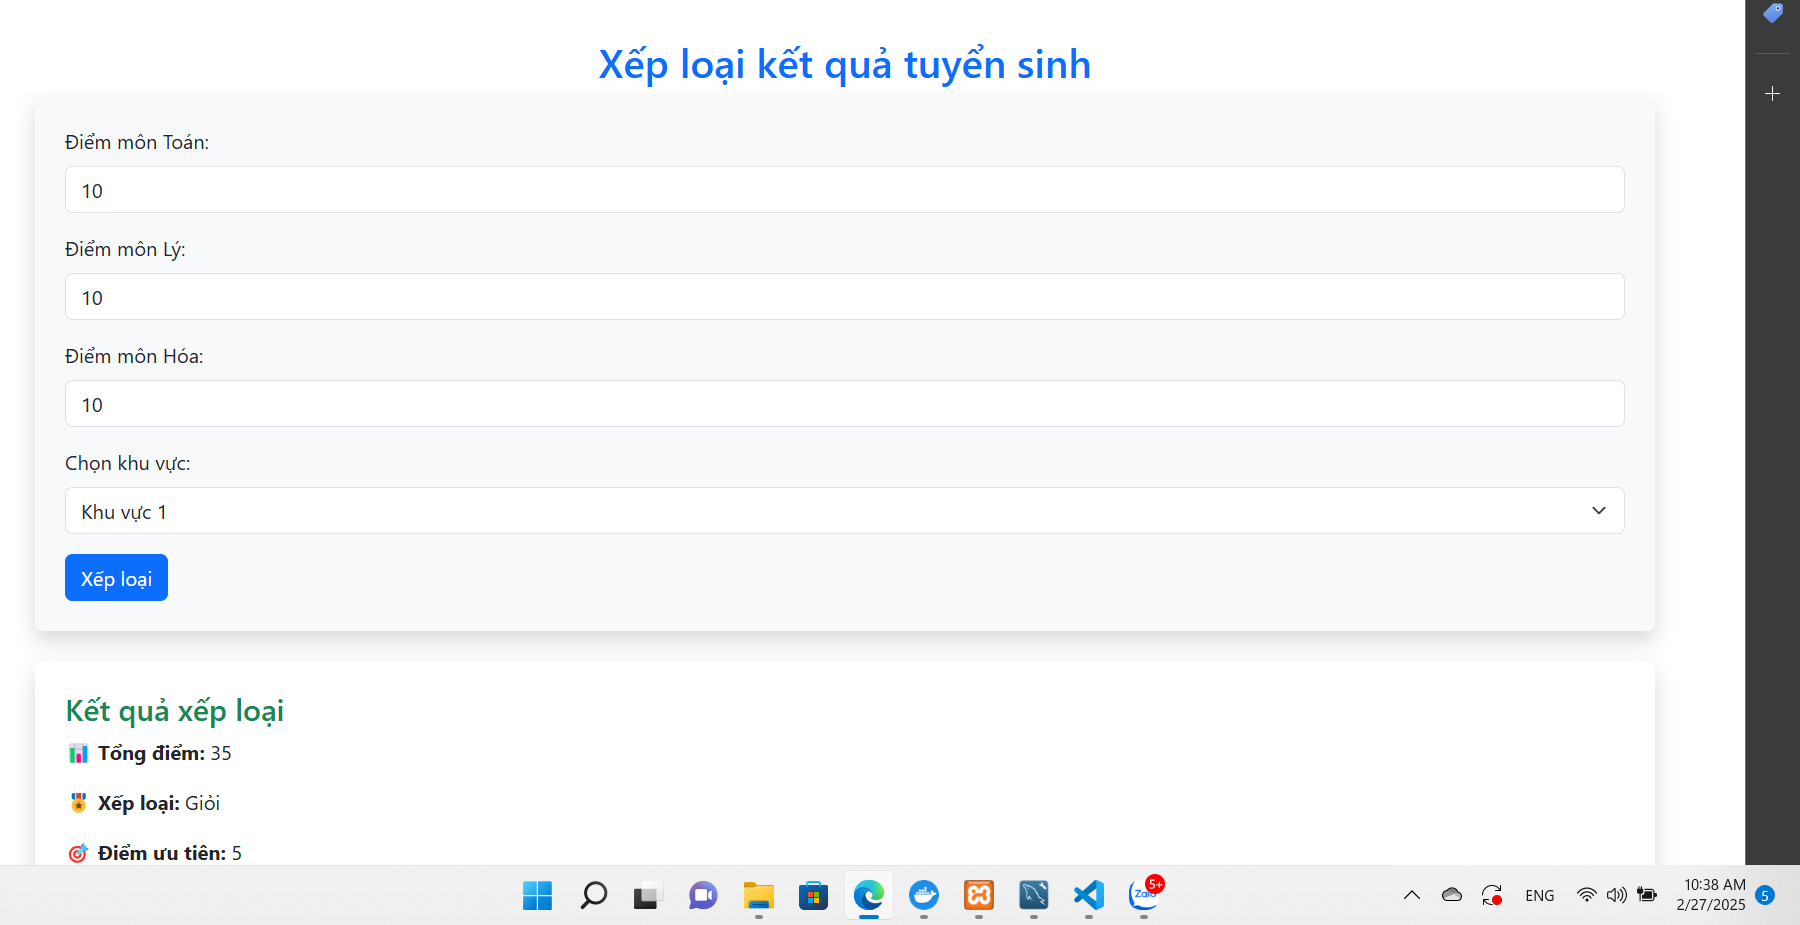 Xếp loại kết quả tuyển sinh
Điểm môn Toán:
10
Điểm môn Lý:
10
Điểm môn Hóa:
10
Chọn khu vực:
Khu vực 1
Xếp loại
Kết quả xếp loại
Tổng điểm: 35
Xếp loại: Giỏi
Điểm ưu tiên: 5
Zalo
5+
ENG
10:38 AM
2/27/2025
5